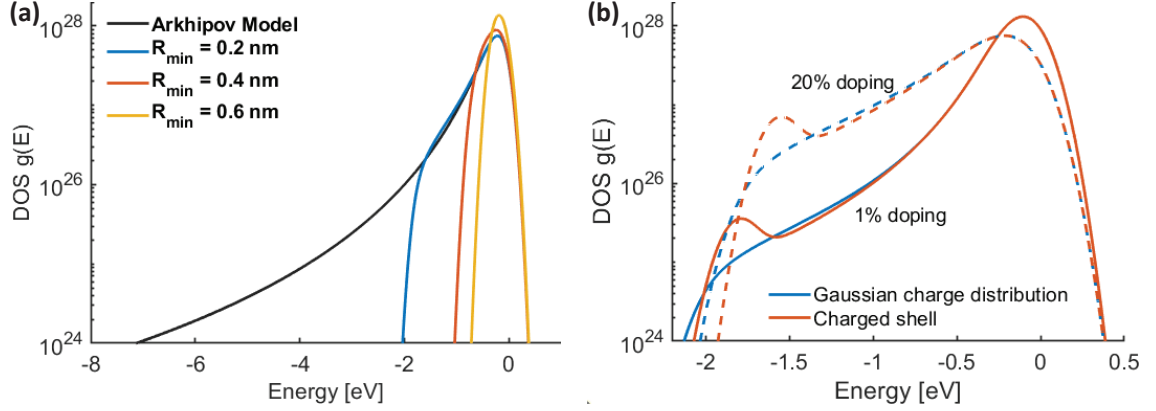 (a)
Arkhipov Model
R_min = 0.2 nm
R_min = 0.4 nm
R_min = 0.6 nm
10^28
10^26
10^24
DOS g(E)
-8
-6
-4
-2
0
Energy [eV]
(b)
20% doping
1% doping
Gaussian charge distribution
Charged shell
10^28
10^26
10^24
DOS g(E)
-2
-1.5
-1
-0.5
0
0.5
Energy [eV]